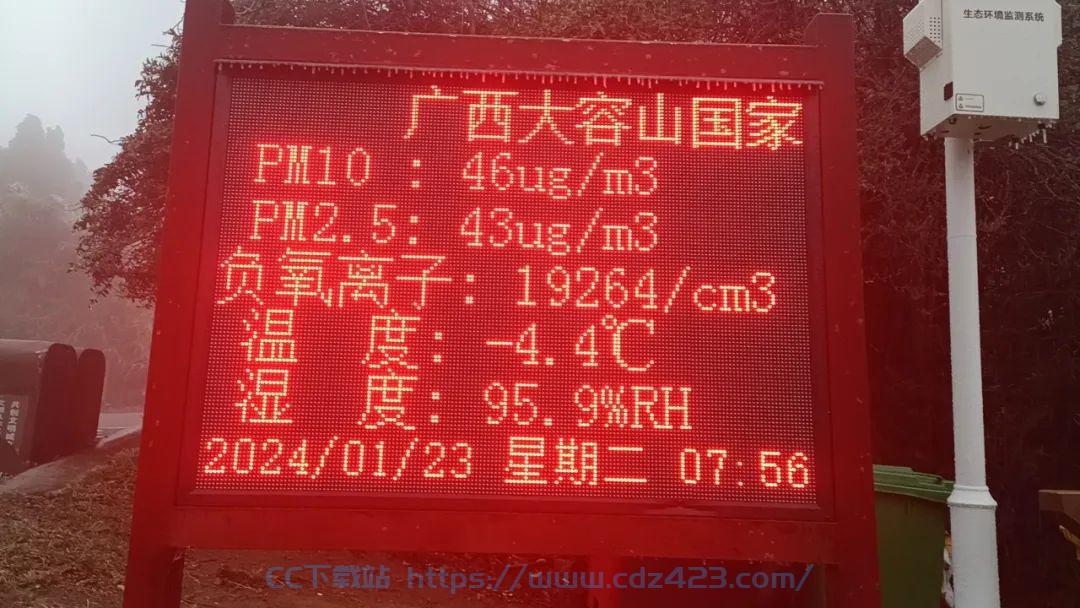 生态环境监测系统
广西大容山国家
PM10 : 46ug/m3
PM2.5: 43ug/m3
负氧离子: 19264/cm3
温 度: -4.4℃
湿 度: 95.9%RH
2024/01/23 星期二 07:56
CC下载站 https://www.cdz423.com/